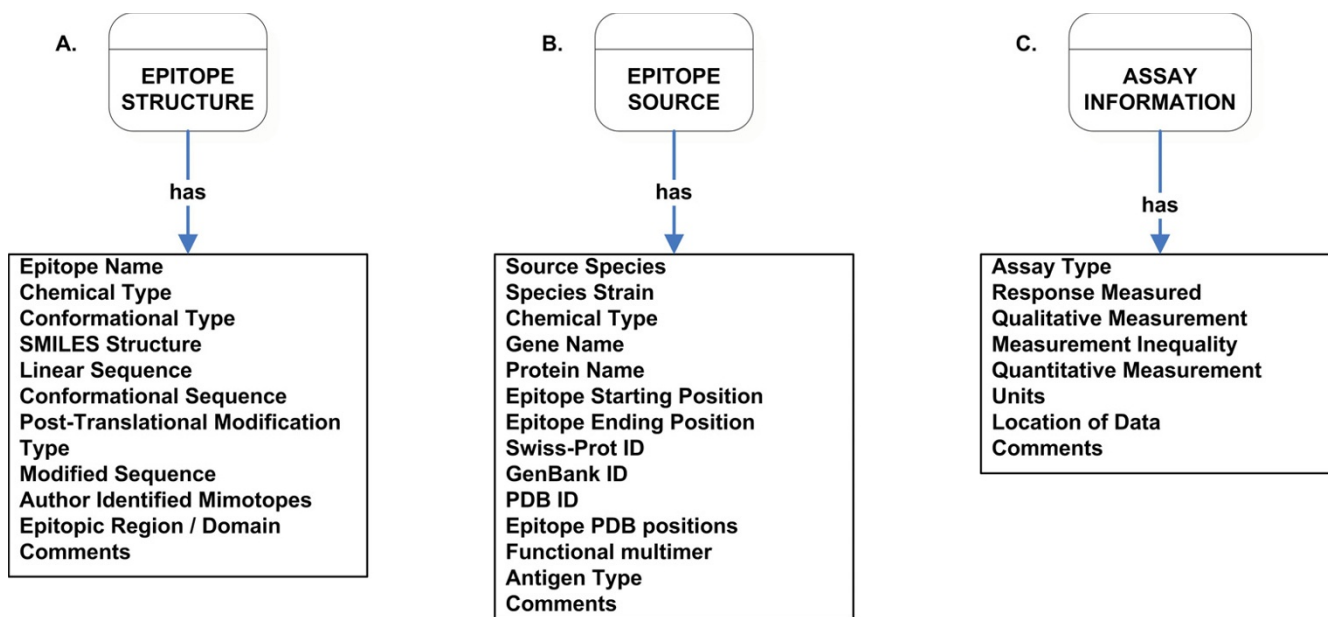 A.
EPITOPE
STRUCTURE
has
Epitope Name
Chemical Type
Conformational Type
SMILES Structure
Linear Sequence
Conformational Sequence
Post-Translational Modification
Type
Modified Sequence
Author Identified Mimotopes
Epitopic Region / Domain
Comments
B.
EPITOPE
SOURCE
has
Source Species
Species Strain
Chemical Type
Gene Name
Protein Name
Epitope Starting Position
Epitope Ending Position
Swiss-Prot ID
GenBank ID
PDB ID
Epitope PDB positions
Functional multimer
Antigen Type
Comments
C.
ASSAY
INFORMATION
has
Assay Type
Response Measured
Qualitative Measurement
Measurement Inequality
Quantitative Measurement
Units
Location of Data
Comments